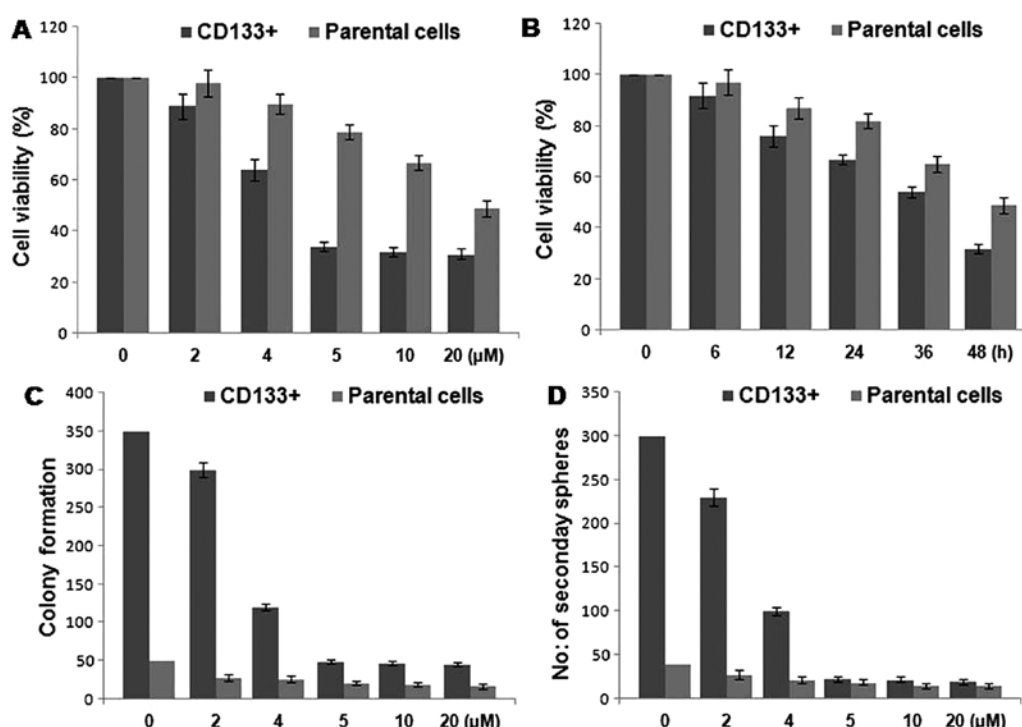 A
CD133+ Parental cells
Cell viability (%)
120
100
80
60
40
20
0
0 2 4 5 10 20 (µM)
B
CD133+ Parental cells
Cell viability (%)
120
100
80
60
40
20
0
0 6 12 24 36 48 (h)
C
CD133+ Parental cells
Colony formation
400
350
300
250
200
150
100
50
0
0 2 4 5 10 20 (µM)
D
CD133+ Parental cells
No: of seconday spheres
350
300
250
200
150
100
50
0
0 2 4 5 10 20 (µM)